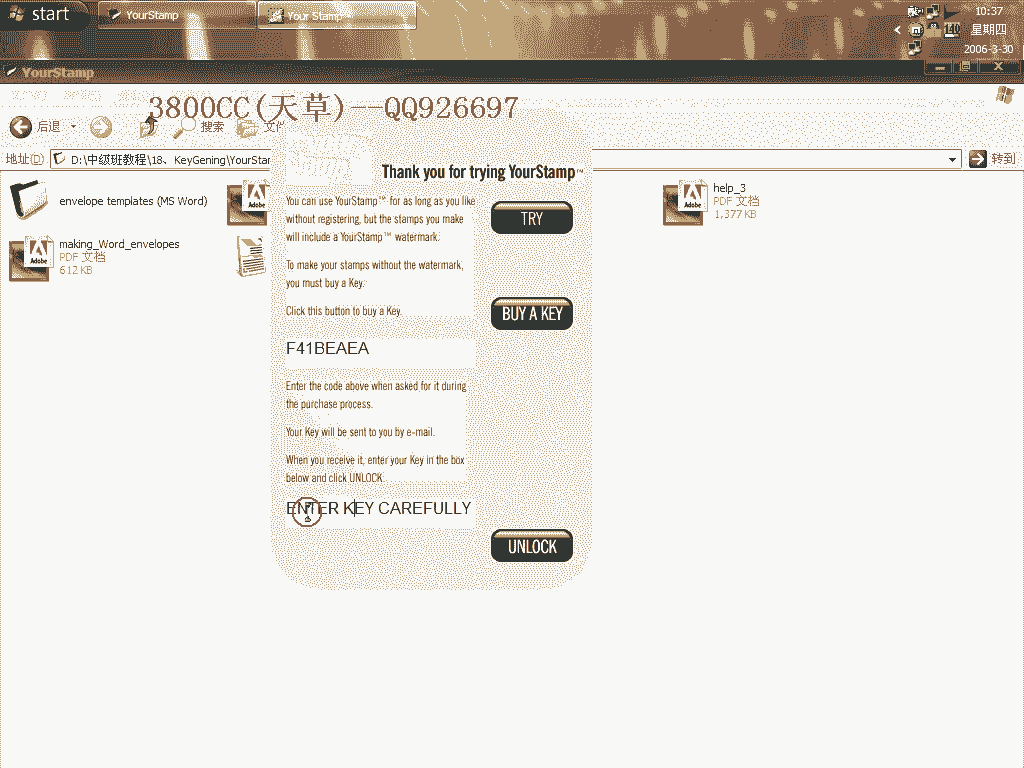 start
YourStamp
Your Stamp
10:37
星期四
2006-3-30
140
YourStamp
3800CC(天草)--QQ926697
后退
搜索
地址(D)
D:\中级班教程\18、KeyGening\YourStam
转到
Thank you for trying YourStamp™
envelope templates (MS Word)
help_3
PDF 文档
1,377 KB
making_Word_envelopes
PDF 文档
612 KB
Adobe
Adobe
Adobe
You can use YourStamp™ for as long as you like
without registering, but the stamps you make
will include a YourStamp™ watermark.
TRY
To make your stamps without the watermark,
you must buy a Key.
Click this button to buy a Key.
BUY A KEY
F41BEAEA
Enter the code above when asked for it during
the purchase process.
Your Key will be sent to you by e-mail.
When you receive it, enter your Key in the box
below and click UNLOCK.
ENTER KEY CAREFULLY
UNLOCK